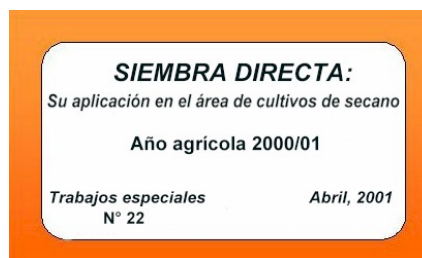 SIEMBRA DIRECTA:
Su aplicación en el área de cultivos de secano
Año agrícola 2000/01
Trabajos especiales Abril, 2001
N° 22